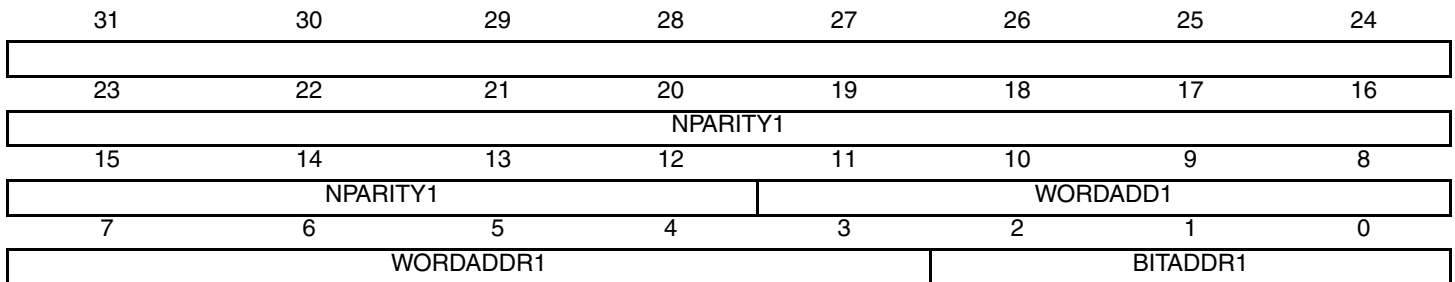 31 30 29 28 27 26 25 24
23 22 21 20 19 18 17 16
NPARITY1
15 14 13 12 11 10 9 8
NPARITY1 WORDADD1
7 6 5 4 3 2 1 0
WORDADDR1 BITADDR1